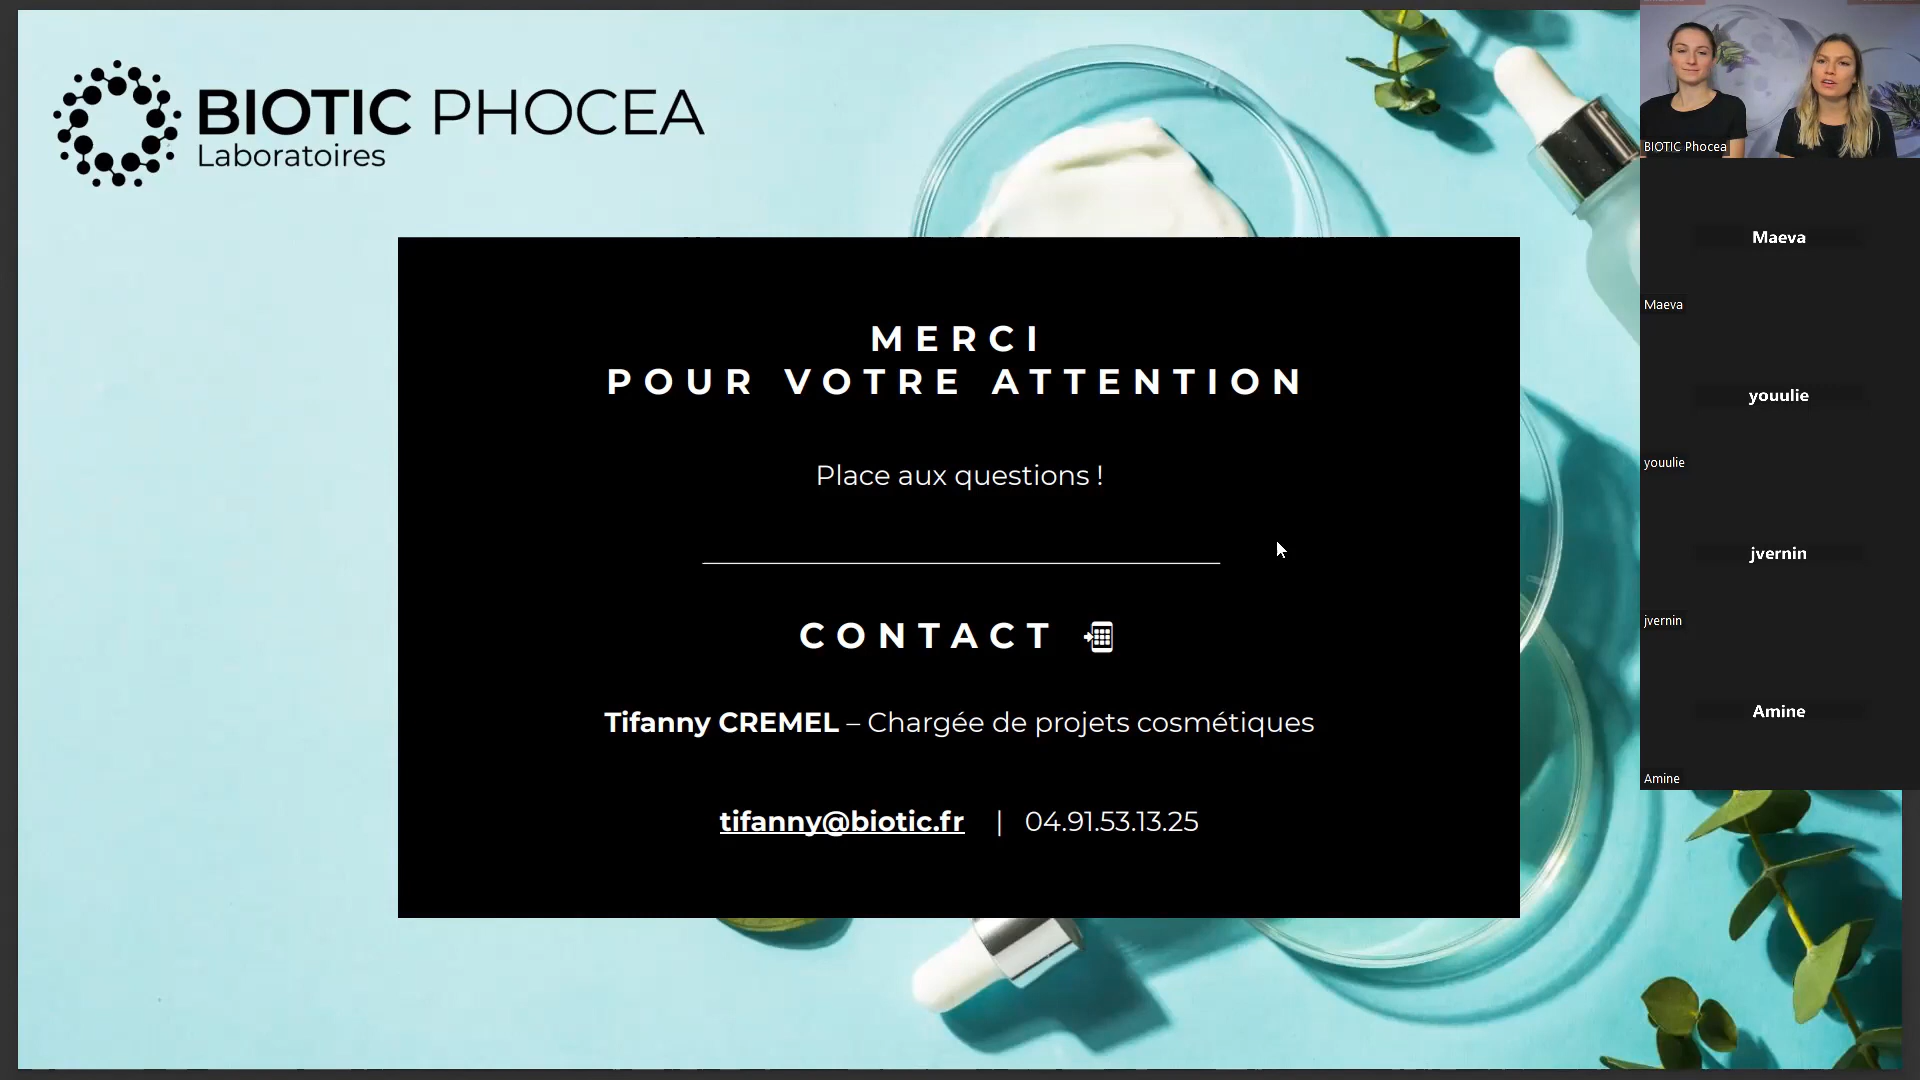 BIOTIC PHOCEA
Laboratoires
MERCI
POUR VOTRE ATTENTION
Place aux questions !
CONTACT
Tifanny CREMEL – Chargée de projets cosmétiques
tifanny@biotic.fr | 04.91.53.13.25
BIOTIC Phocea
Maeva
Maeva
youulie
youulie
jvernin
jvernin
Amine
Amine